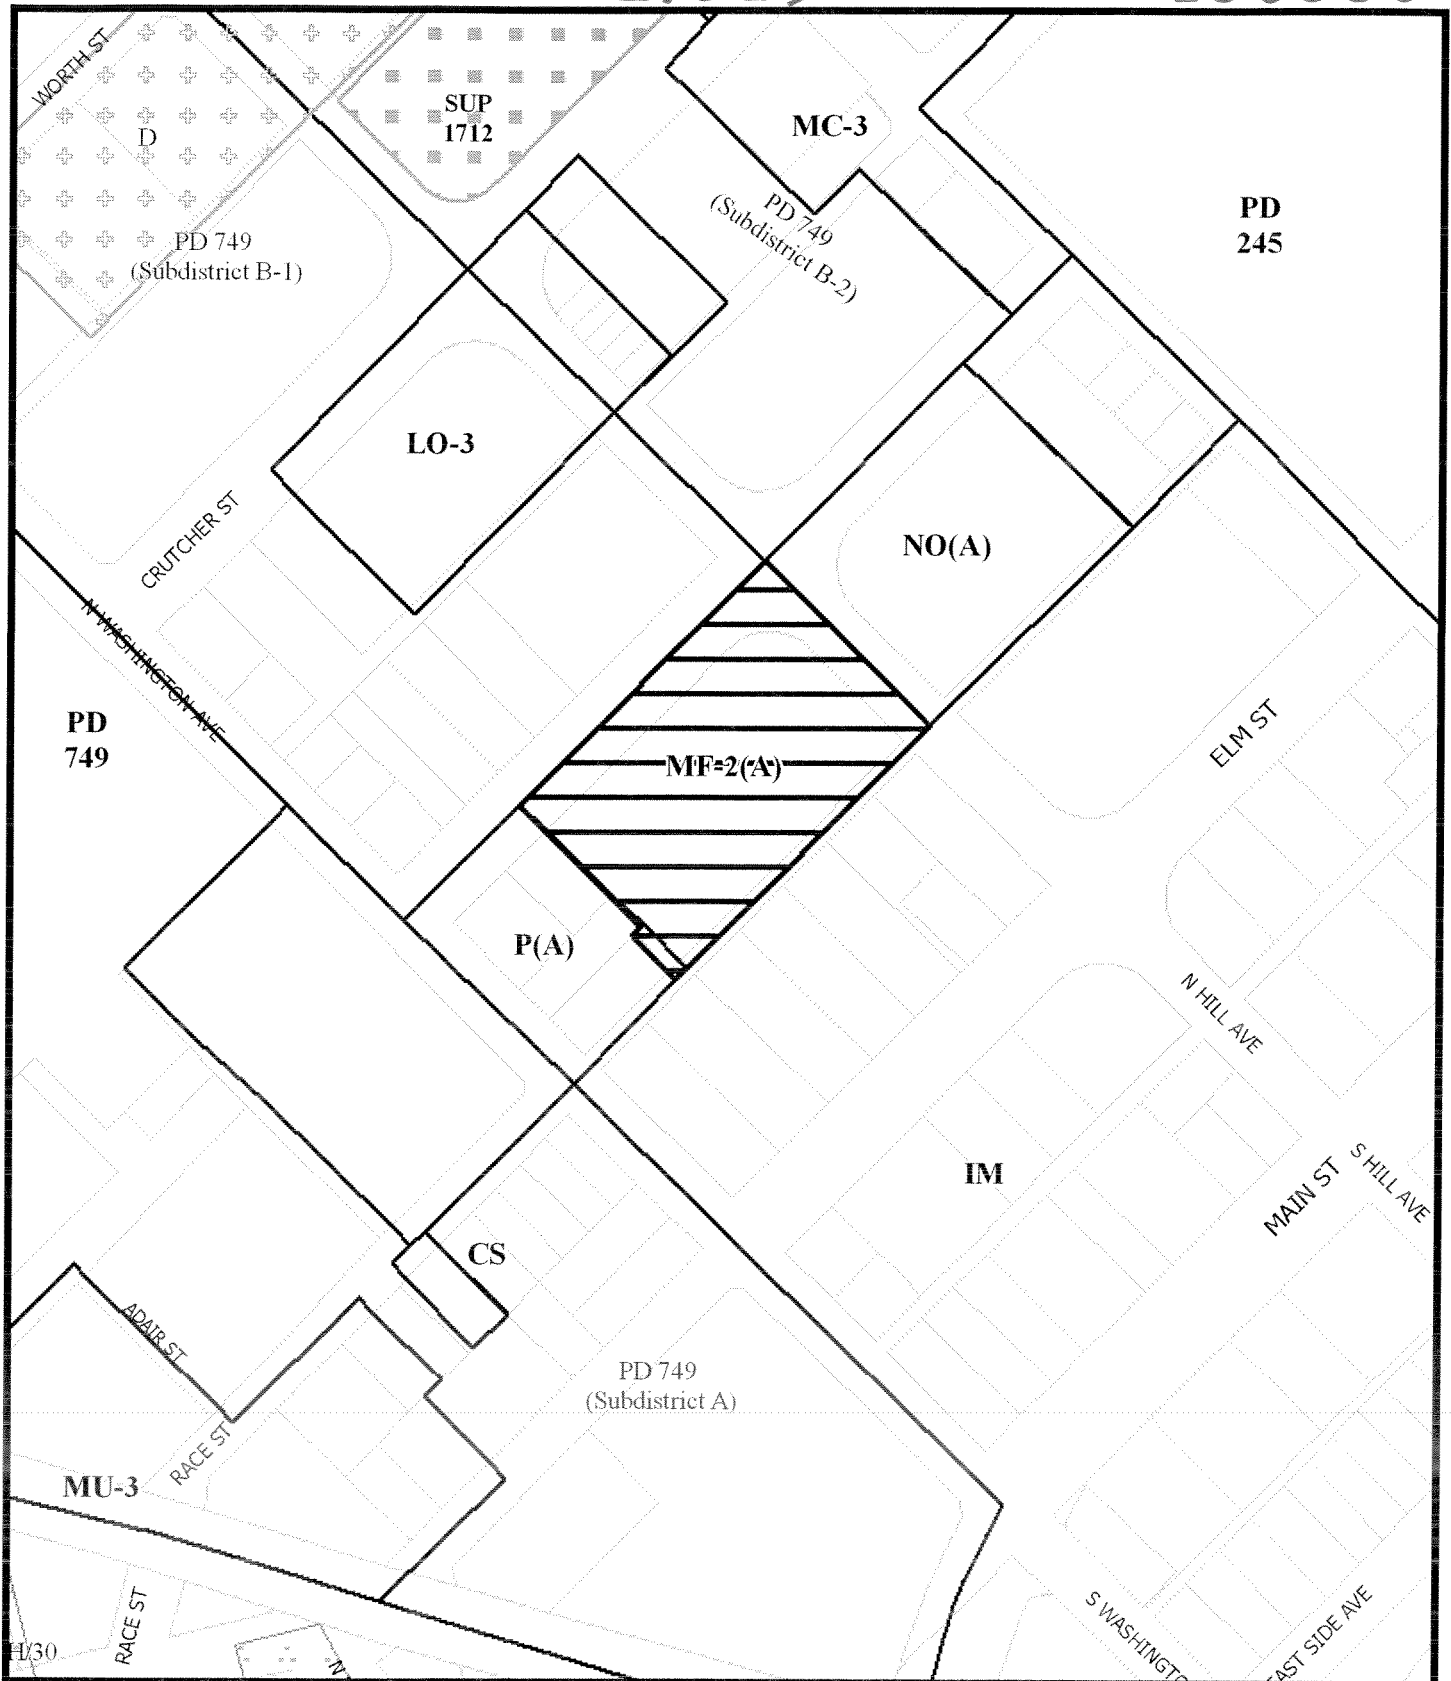 WORTH ST
D
SUP
1712
MC-3
PD 749
(Subdistrict B-1)
PD 749
(Subdistrict B-2)
PD
245
LO-3
CRUTCHER ST
NO(A)
N WASHINGTON AVE
PD
749
MF-2(A)
ELM ST
P(A)
N HILL AVE
IM
MAIN ST
S HILL AVE
CS
ADAIR ST
PD 749
(Subdistrict A)
RACE ST
MU-3
RACE ST
S WASHINGTO
EAST SIDE AVE
H/30
N